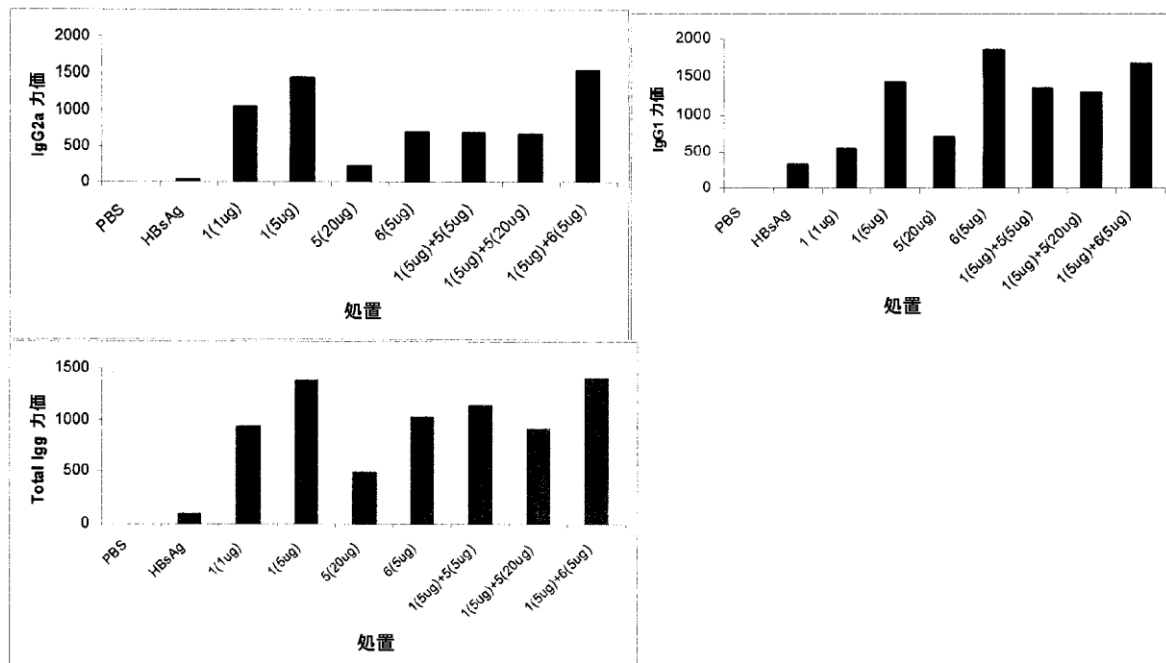 IgG2a 力価
2000
1500
1000
500
0
PBS
HBsAg
1(1ug)
1(5ug)
5(20ug)
6(5ug)
1(5ug)+5(5ug)
1(5ug)+5(20ug)
1(5ug)+6(5ug)
処置
IgG1 力価
2000
1500
1000
500
0
PBS
HBsAg
1 (1ug)
1(5ug)
5(20ug)
6(5ug)
1(5ug)+5(5ug)
1(5ug)+5(20ug)
1(5ug)+6(5ug)
処置
Total Igg 力価
1500
1000
500
0
PBS
HBsAg
1(1ug)
1(5ug)
5(20ug)
6(5ug)
1(5ug)+5(5ug)
1(5ug)+5(20ug)
1(5ug)+6(5ug)
処置